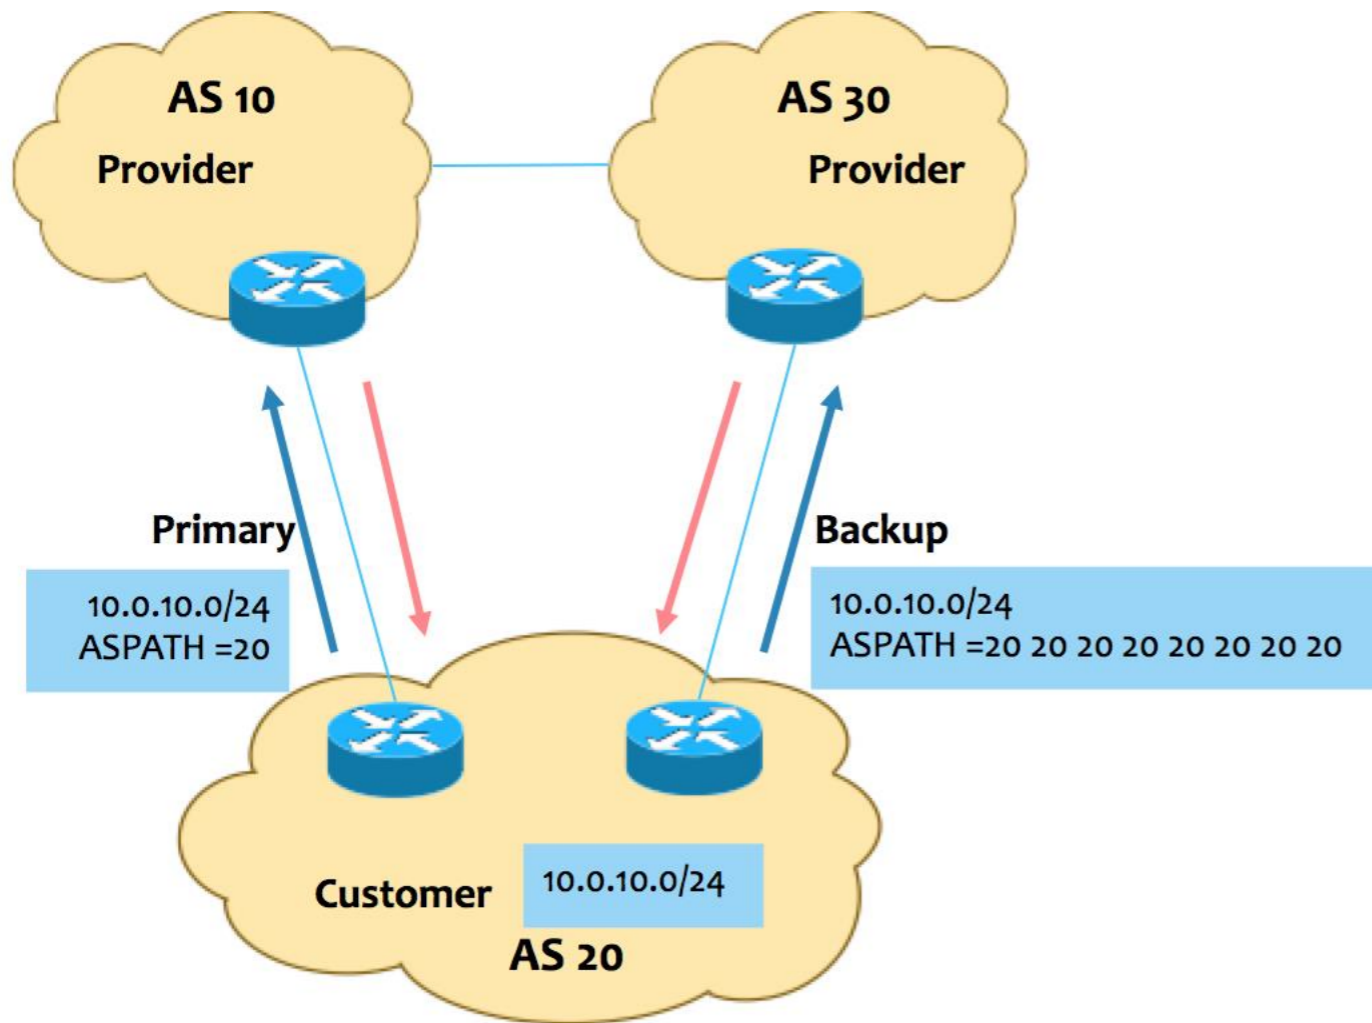 AS 10
Provider
AS 30
Provider
Primary
10.0.10.0/24
ASPATH =20
Backup
10.0.10.0/24
ASPATH =20 20 20 20 20 20 20 20
Customer
10.0.10.0/24
AS 20